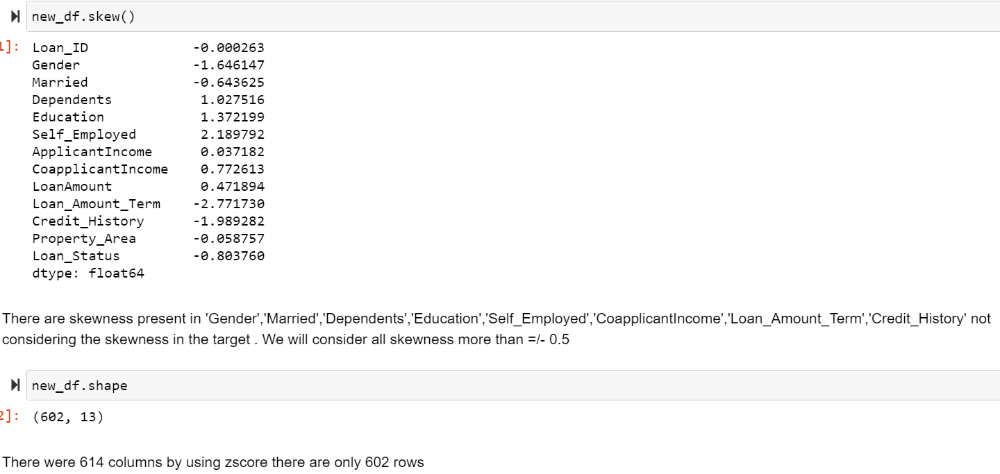 new_df.skew()
1]: Loan_ID -0.000263
Gender -1.646147
Married -0.643625
Dependents 1.027516
Education 1.372199
Self_Employed 2.189792
ApplicantIncome 0.037182
CoapplicantIncome 0.772613
LoanAmount 0.471894
Loan_Amount_Term -2.771730
Credit_History -1.989282
Property_Area -0.058757
Loan_Status -0.803760
dtype: float64
There are skewness present in 'Gender','Married','Dependents','Education','Self_Employed','CoapplicantIncome','Loan_Amount_Term','Credit_History' not
considering the skewness in the target . We will consider all skewness more than =/- 0.5
new_df.shape
2]: (602, 13)
There were 614 columns by using zscore there are only 602 rows